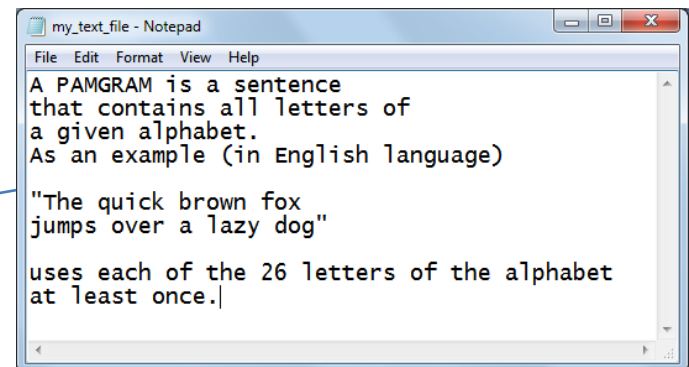 my_text_file - Notepad
File Edit Format View Help
A PAMGRAM is a sentence
that contains all letters of
a given alphabet.
As an example (in English language)
"The quick brown fox
jumps over a lazy dog"
uses each of the 26 letters of the alphabet
at least once.